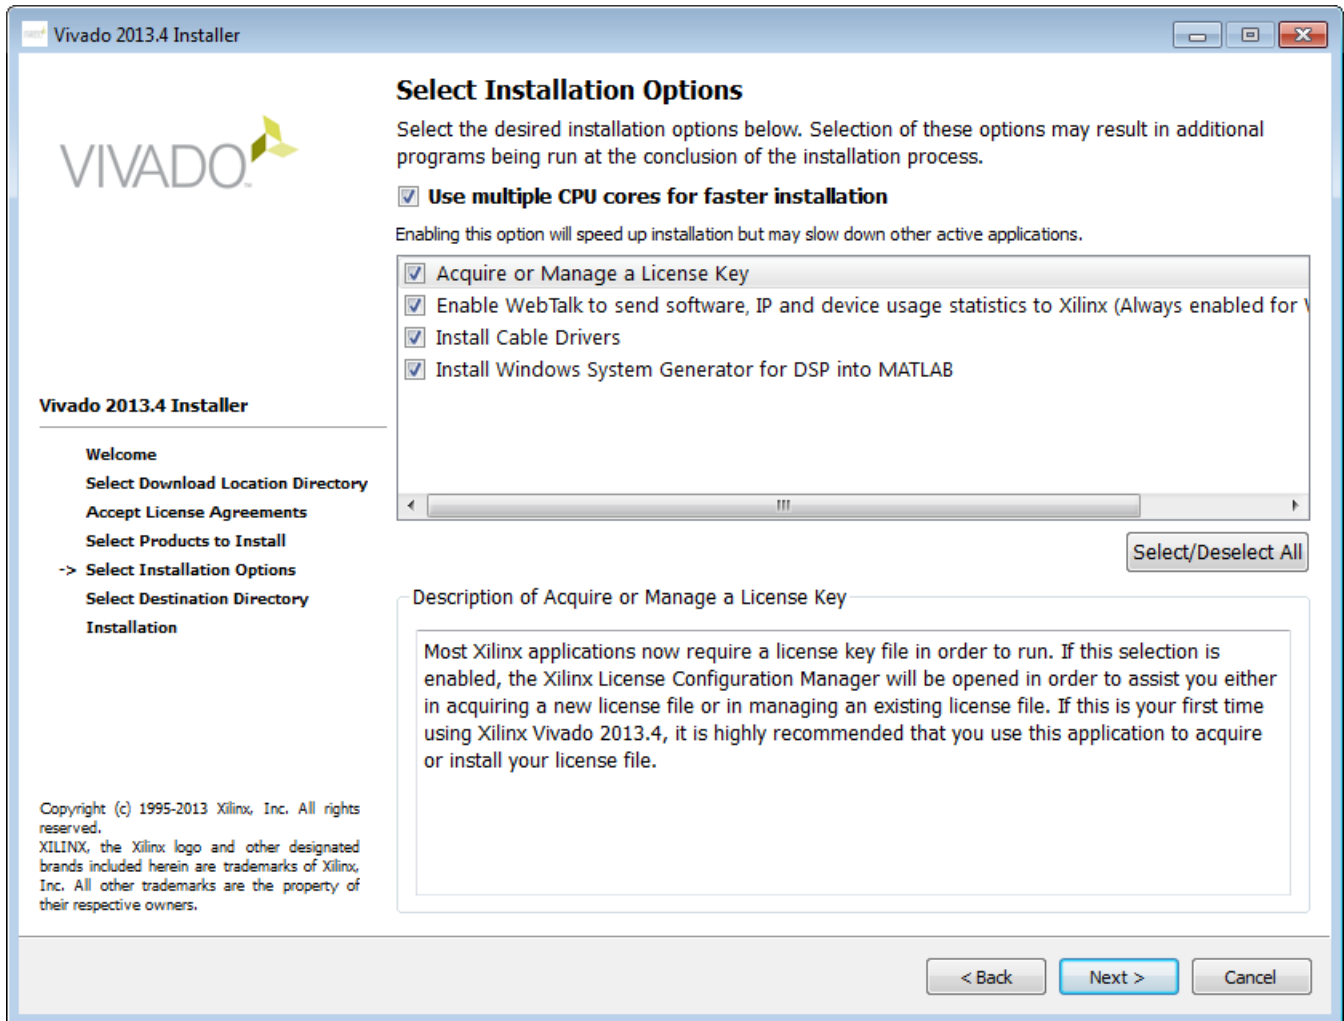 Vivado 2013.4 Installer
VIVADO
Select Installation Options
Select the desired installation options below. Selection of these options may result in additional
programs being run at the conclusion of the installation process.
Use multiple CPU cores for faster installation
Enabling this option will speed up installation but may slow down other active applications.
Acquire or Manage a License Key
Enable WebTalk to send software, IP and device usage statistics to Xilinx (Always enabled for
Install Cable Drivers
Install Windows System Generator for DSP into MATLAB
Select/Deselect All
Vivado 2013.4 Installer
Welcome
Select Download Location Directory
Accept License Agreements
Select Products to Install
-> Select Installation Options
Select Destination Directory
Installation
Description of Acquire or Manage a License Key
Most Xilinx applications now require a license key file in order to run. If this selection is
enabled, the Xilinx License Configuration Manager will be opened in order to assist you either
in acquiring a new license file or in managing an existing license file. If this is your first time
using Xilinx Vivado 2013.4, it is highly recommended that you use this application to acquire
or install your license file.
Copyright (c) 1995-2013 Xilinx, Inc. All rights
reserved.
XILINX, the Xilinx logo and other designated
brands included herein are trademarks of Xilinx,
Inc. All other trademarks are the property of
their respective owners.
< Back
Next >
Cancel